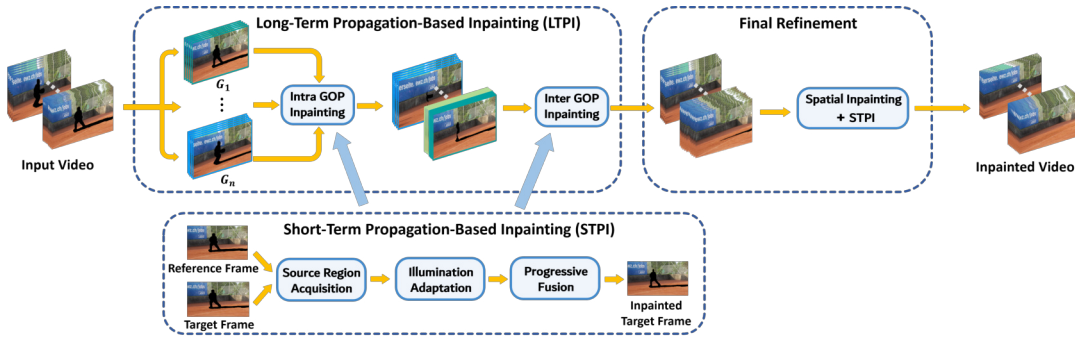 Long-Term Propagation-Based Inpainting (LTPI)
Final Refinement
G₁
⋮
Gₙ
Intra GOP
Inpainting
Inter GOP
Inpainting
Spatial Inpainting
+ STPI
Input Video
Inpainted Video
Short-Term Propagation-Based Inpainting (STPI)
Reference Frame
Target Frame
Source Region
Acquisition
Illumination
Adaptation
Progressive
Fusion
Inpainted
Target Frame